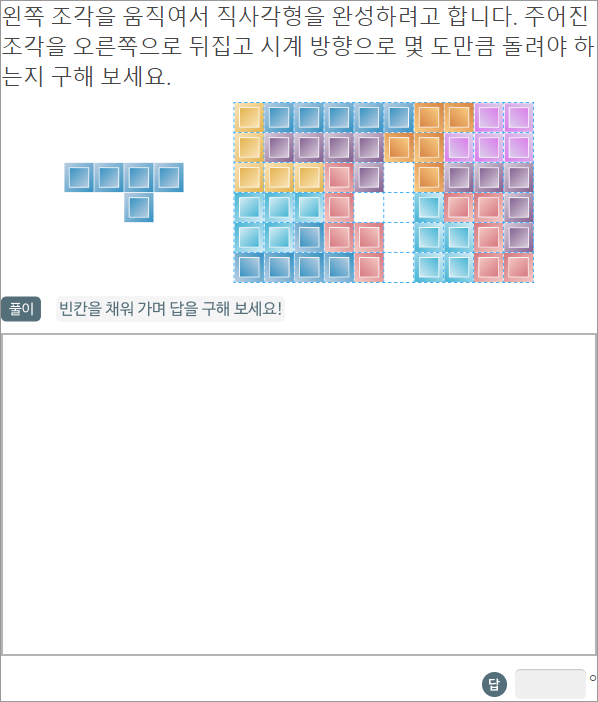 왼쪽 조각을 움직여서 직사각형을 완성하려고 합니다. 주어진
조각을 오른쪽으로 뒤집고 시계 방향으로 몇 도만큼 돌려야 하
는지 구해 보세요.
풀이 빈칸을 채워 가며 답을 구해 보세요!
답 °